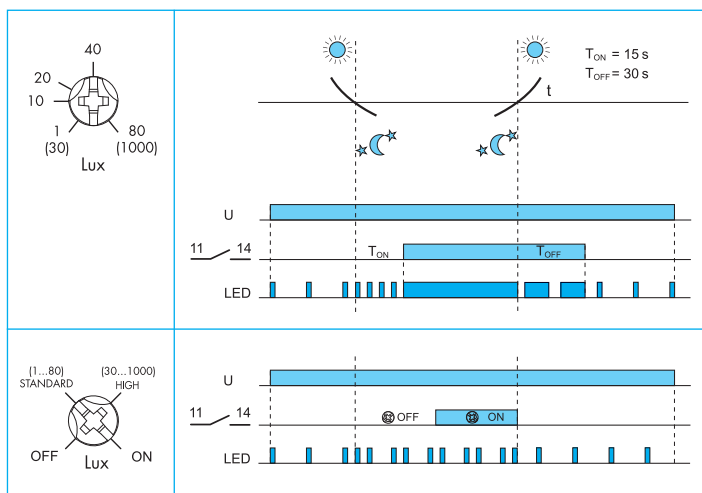 40
20
10
1
(30)
80
(1000)
Lux
T_ON = 15 s
T_OFF = 30 s
t
U
11 14
T_ON
T_OFF
LED
(1...80)
STANDARD
(30...1000)
HIGH
OFF
Lux
ON
U
11 14
OFF
ON
LED